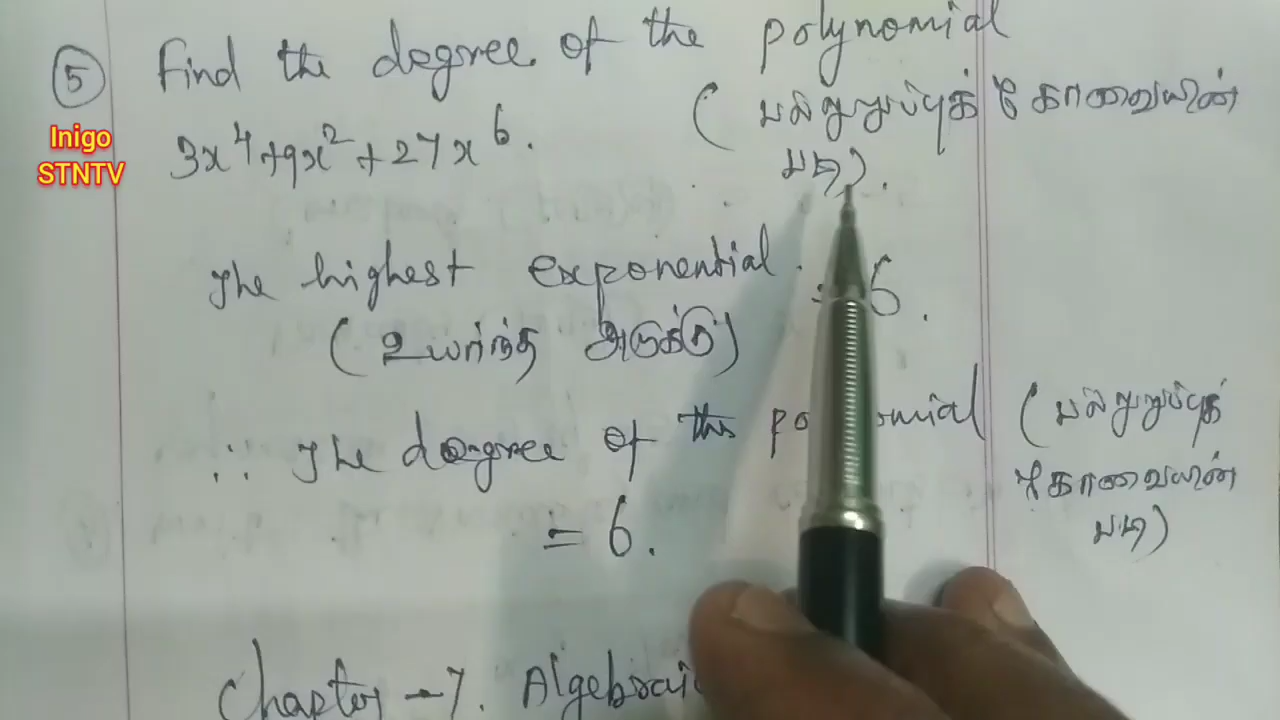 5 Find the degree of the polynomial
(பல்லுறுப்புக் கோவையின்
Inigo
STNTV
3x⁴+9x²+27x⁶.
படி).
The highest exponential = 6.
(உயர்ந்த அடுக்கு)
∴ The degree of the polynomial (பல்லுறுப்புக்
கோவையின்
படி)
= 6.
Chapter - 7. Algebraic